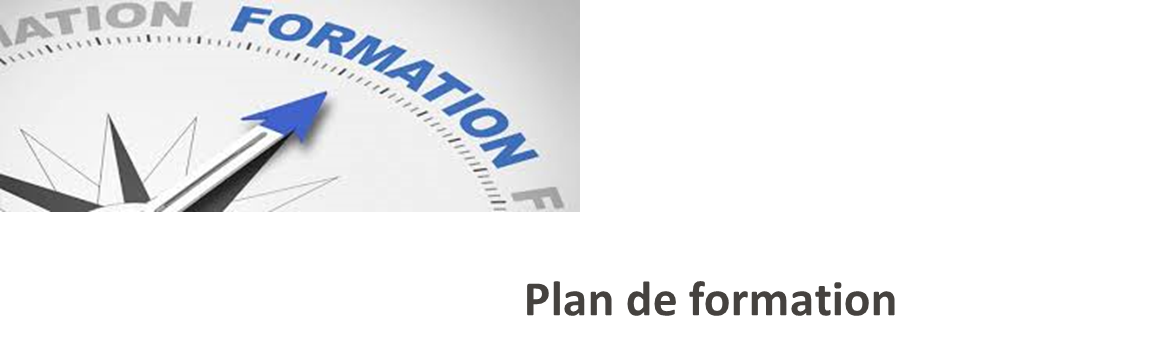 ATION
FORMATION
F
Plan de formation